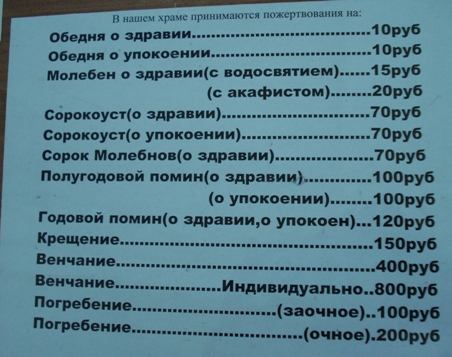 В нашем храме принимаются пожертвования на:
Обедня о здравии...................................10руб
Обедня о упокоении...............................10руб
Молебен о здравии(с водосвятием)......15руб
(с акафистом)........20руб
Сорокоуст(о здравии)............................70руб
Сорокоуст(о упокоении).........................70руб
Сорок Молебнов(о здравии)...................70руб
Полугодовой помин(о здравии).............100руб
(о упокоении)........100руб
Годовой помин(о здравии,о упокоен)...120руб
Крещение.................................................150руб
Венчание..................................................400руб
Венчание....................Индивидуально..800руб
Погребение............................(заочное)..100руб
Погребение................................(очное).200руб